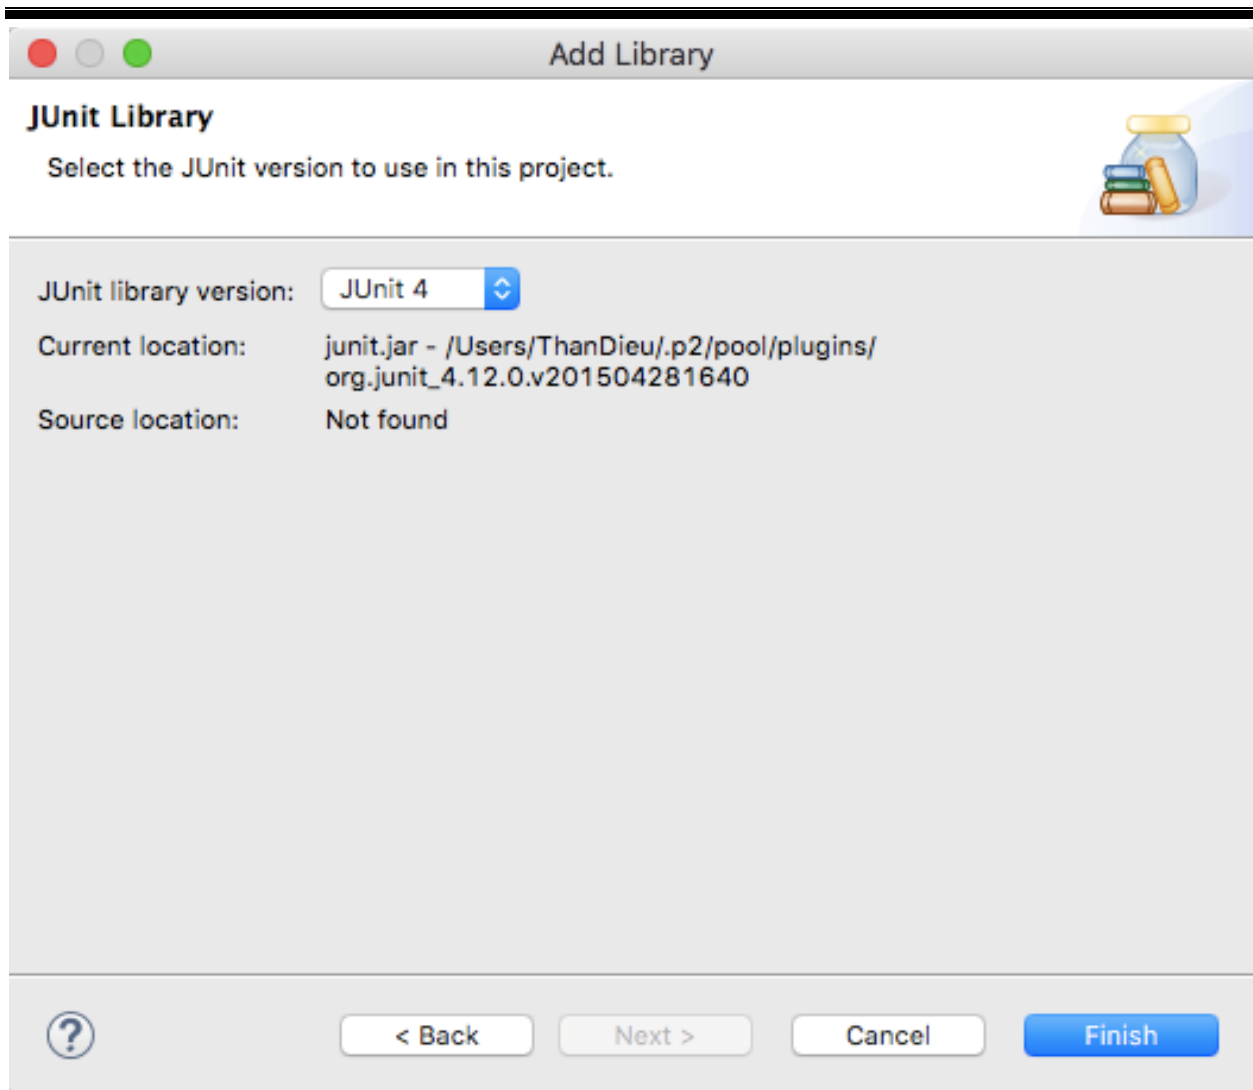 Add Library
JUnit Library
Select the JUnit version to use in this project.
JUnit library version: JUnit 4
Current location: junit.jar - /Users/ThanDieu/.p2/pool/plugins/
org.junit_4.12.0.v201504281640
Source location: Not found
? < Back Next > Cancel Finish